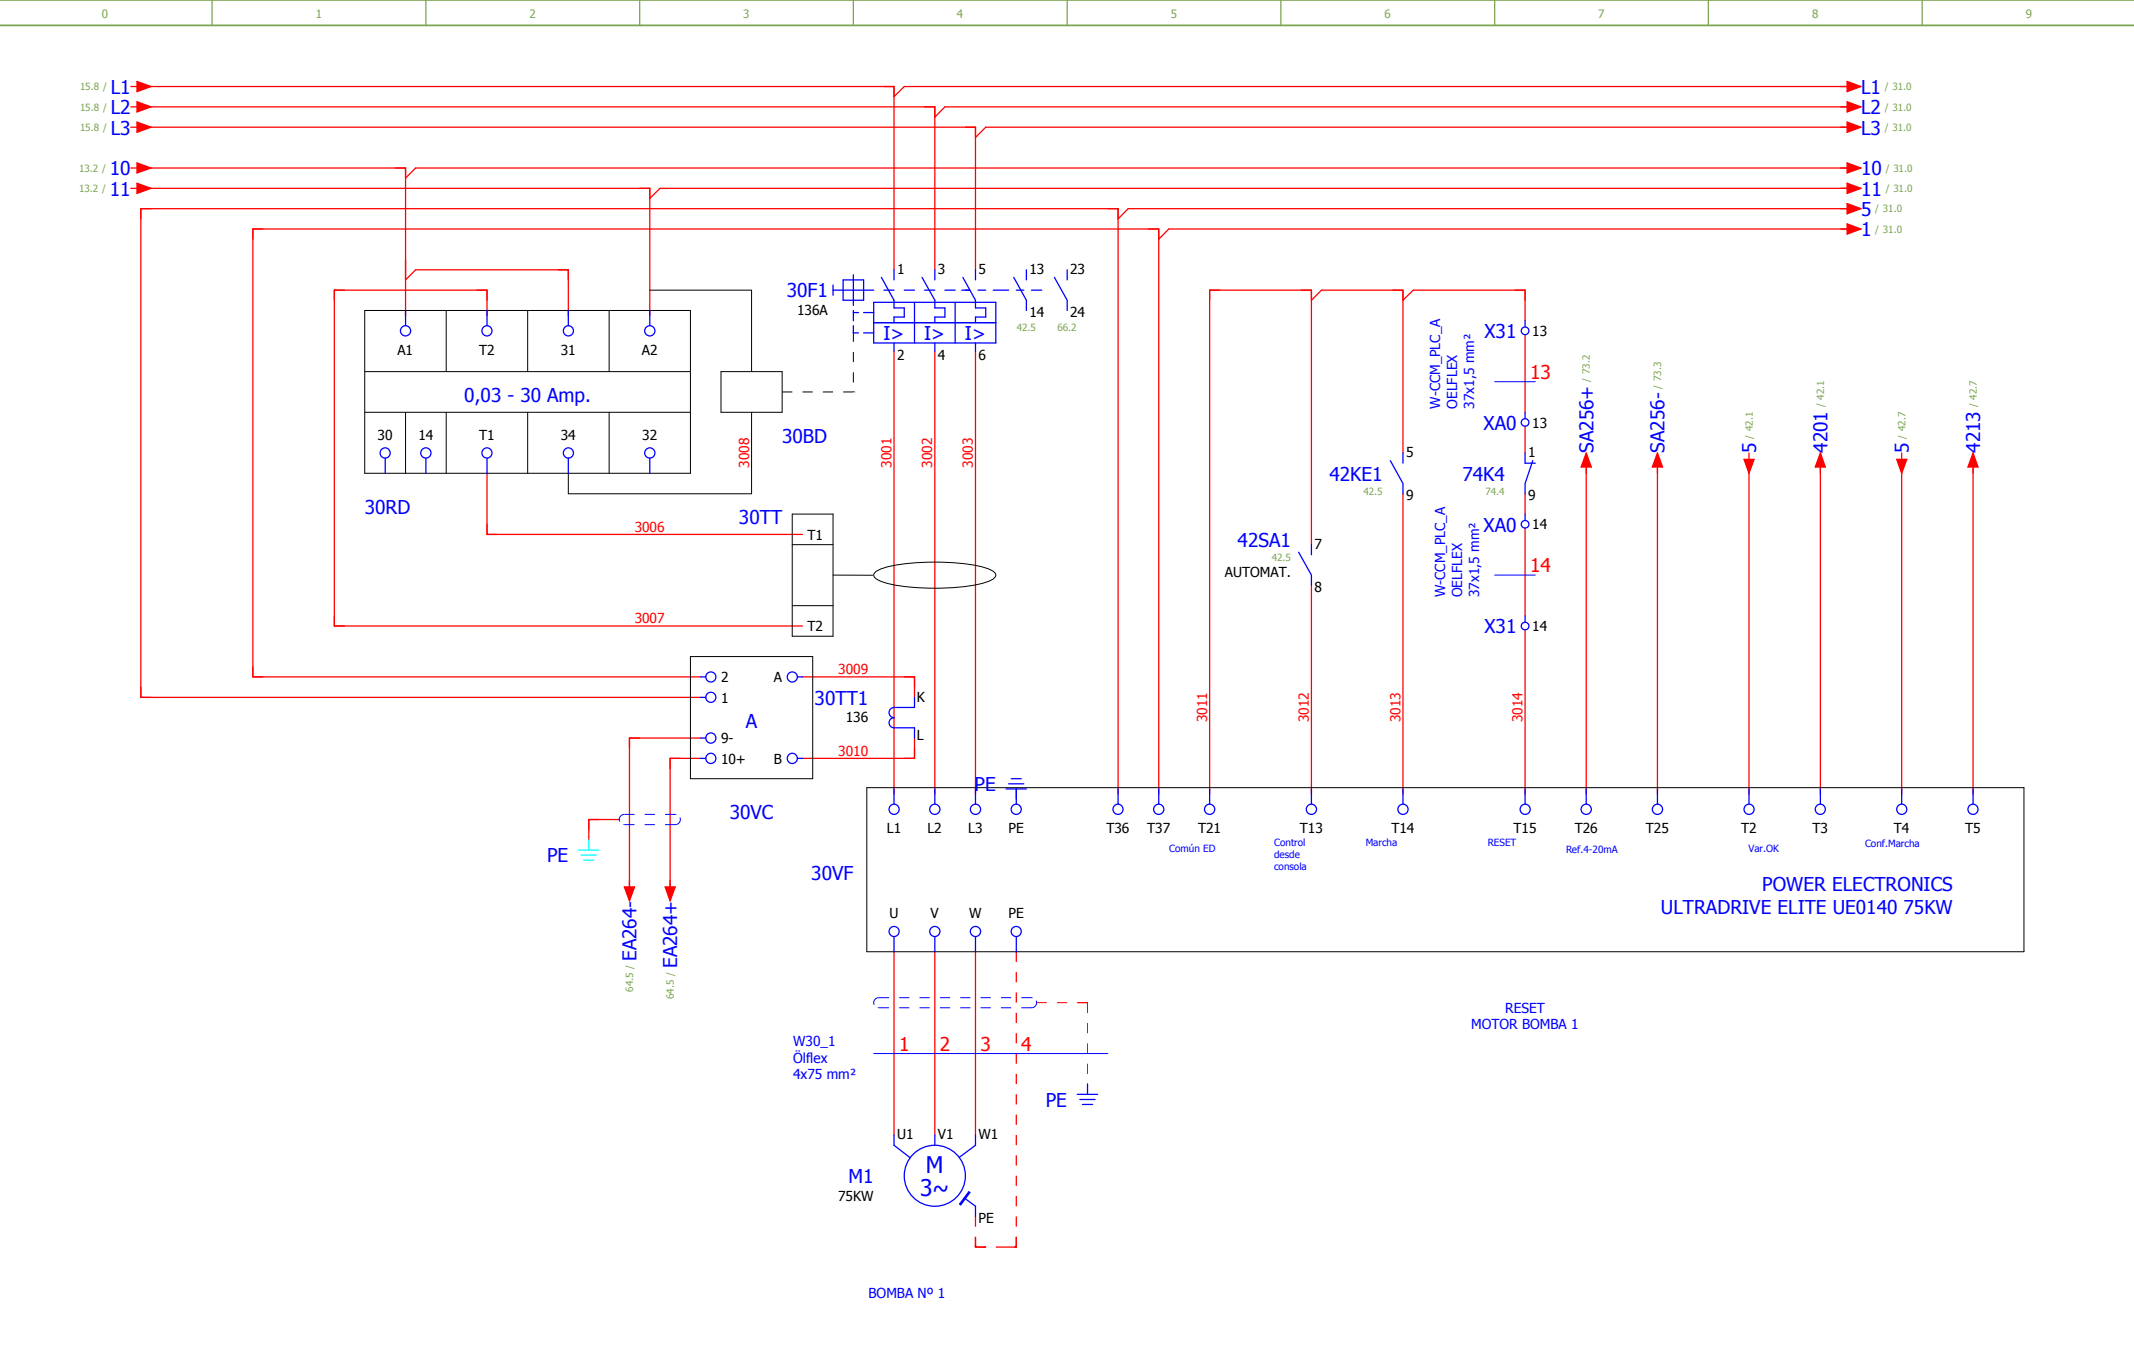 0 1 2 3 4 5 6 7 8 9
15.8 / L1
L1 / 31.0
15.8 / L2
L2 / 31.0
15.8 / L3
L3 / 31.0
13.2 / 10
10 / 31.0
13.2 / 11
11 / 31.0
5 / 31.0
1 / 31.0
30F1
136A
1 3 5 13 23
14 24
42.5 66.2
I> I> I>
2 4 6
A1 T2 31 A2
0,03 - 30 Amp.
30 14 T1 34 32
30RD
30BD
3008
3001
3002
3003
3006
3007
30TT
T1
T2
2
1
9-
10+
A
A
B
30VC
3009
3010
30TT1
136
K
L
PE
EA264-
64.5 /
EA264+
64.5 /
42SA1
42.5
AUTOMAT.
7
8
42KE1
42.5
5
9
X31 13
W-CCM_PLC_A
OELFLEX
37x1,5 mm²
13
XA0 13
74K4
74.4
1
9
XA0 14
W-CCM_PLC_A
OELFLEX
37x1,5 mm²
14
X31 14
3011
3012
3013
3014
SA256+ / 73.2
SA256- / 73.3
5 / 42.1
4201 / 42.1
5 / 42.7
4213 / 42.7
PE
L1 L2 L3 PE T36 T37 T21 T13 T14 T15 T26 T25 T2 T3 T4 T5
Común ED
Control
desde
consola
Marcha
RESET
Ref.4-20mA
Var.OK
Conf.Marcha
30VF
POWER ELECTRONICS
ULTRADRIVE ELITE UE0140 75KW
U V W PE
RESET
MOTOR BOMBA 1
W30_1
Ölflex
4x75 mm²
1 2 3 4
PE
U1 V1 W1
M1
75KW
M
3~
PE
BOMBA Nº 1